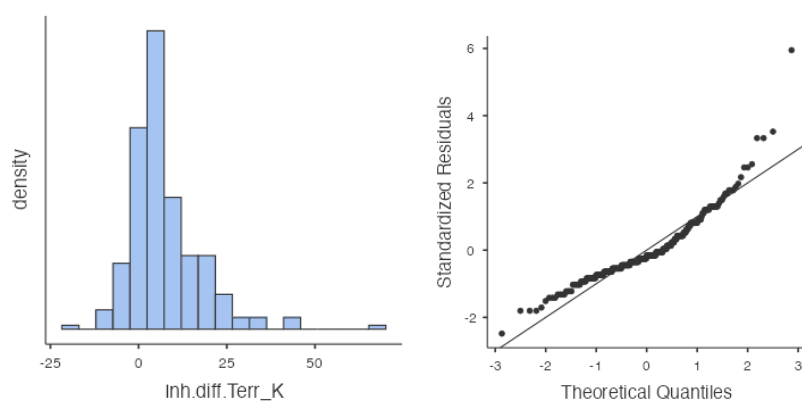 density
-25 0 25 50
Inh.diff.Terr_K
Standardized Residuals
6
4
2
0
-2
-3 -2 -1 0 1 2 3
Theoretical Quantiles